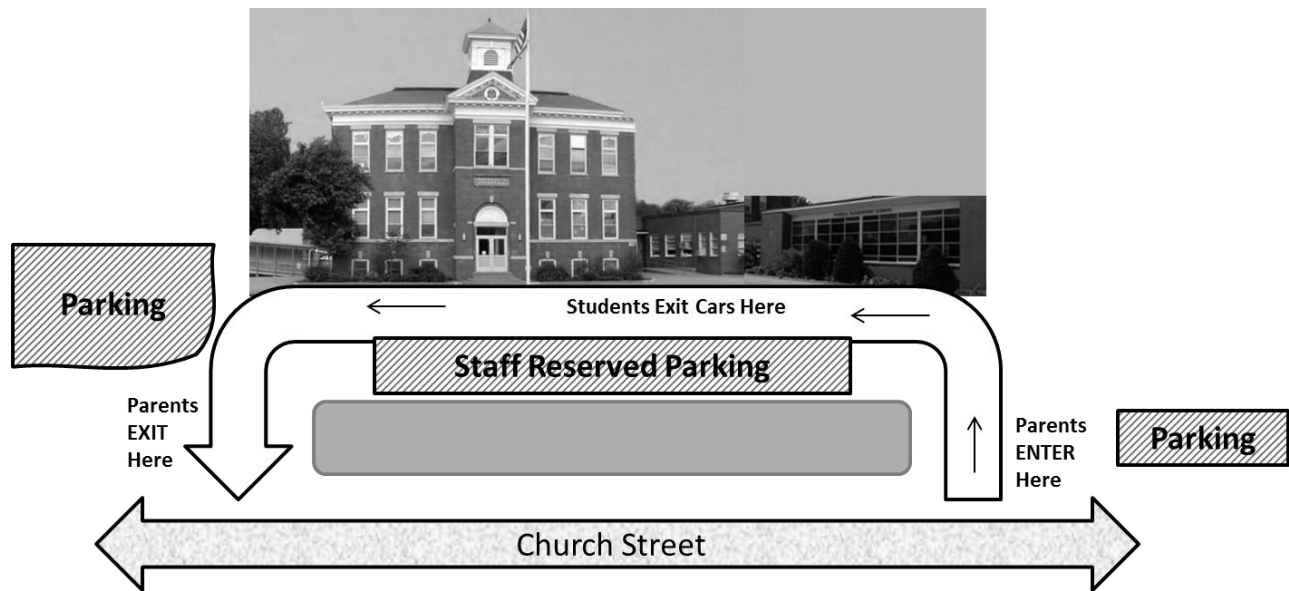 Parking
Students Exit Cars Here
Staff Reserved Parking
Parents
EXIT
Here
Parents
ENTER
Here
Parking
Church Street